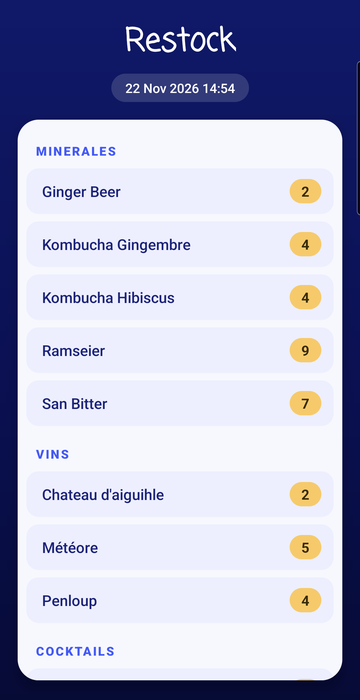 Restock
22 Nov 2026 14:54
MINERALES
Ginger Beer 2
Kombucha Gingembre 4
Kombucha Hibiscus 4
Ramseier 9
San Bitter 7
VINS
Chateau d'aiguihle 2
Météore 5
Penloup 4
COCKTAILS